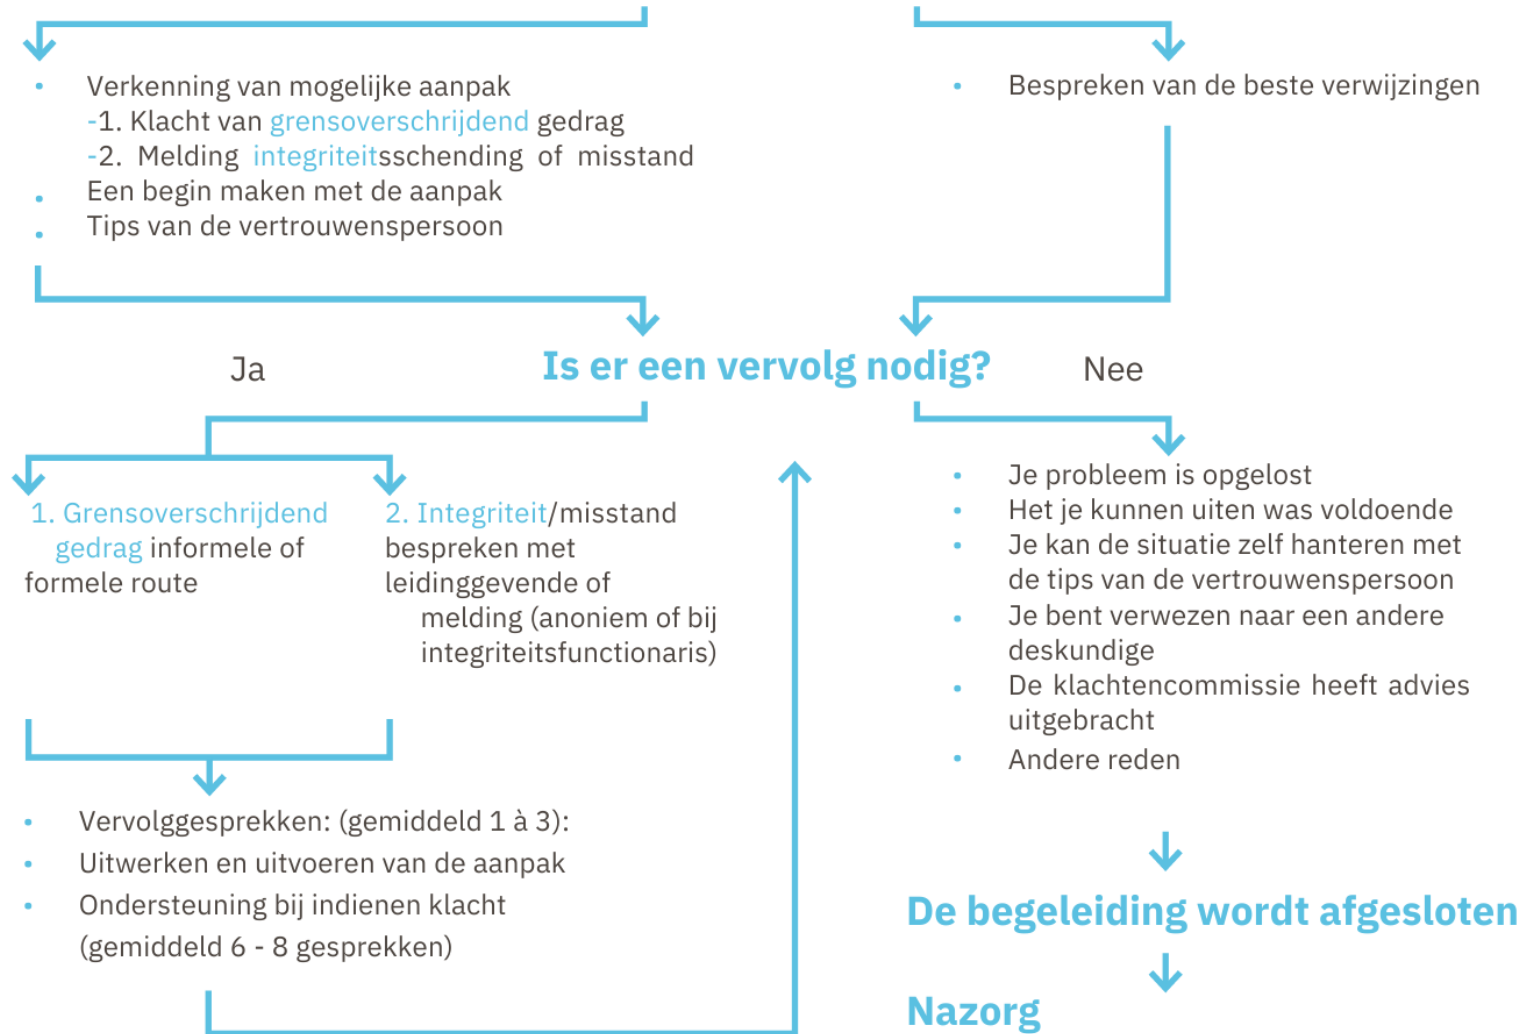 • Verkenning van mogelijke aanpak
-1. Klacht van grensoverschrijdend gedrag
-2. Melding integriteitsschending of misstand
• Een begin maken met de aanpak
• Tips van de vertrouwenspersoon
• Bespreken van de beste verwijzingen
Ja
Is er een vervolg nodig?
Nee
1. Grensoverschrijdend
gedrag informele of
formele route
2. Integriteit/misstand
bespreken met
leidinggevende of
melding (anoniem of bij
integriteitsfunctionaris)
• Vervolggesprekken: (gemiddeld 1 à 3):
• Uitwerken en uitvoeren van de aanpak
• Ondersteuning bij indienen klacht
(gemiddeld 6 - 8 gesprekken)
• Je probleem is opgelost
• Het je kunnen uiten was voldoende
• Je kan de situatie zelf hanteren met
de tips van de vertrouwenspersoon
• Je bent verwezen naar een andere
deskundige
• De klachtencommissie heeft advies
uitgebracht
• Andere reden
De begeleiding wordt afgesloten
Nazorg